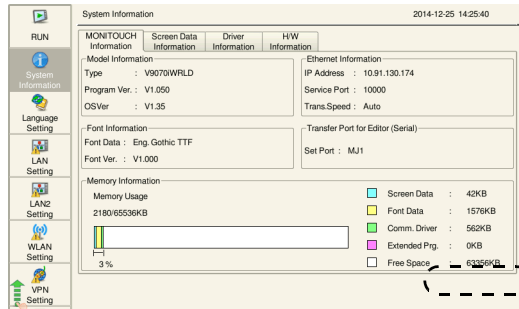 System Information 2014-12-25 14:25:40
RUN
System Information
Language Setting
LAN Setting
LAN2 Setting
WLAN Setting
VPN Setting
MONITOUCH Information
Screen Data Information
Driver Information
H/W Information
Model Information
Type : V9070iWRLD
Program Ver. : V1.050
OSVer : V1.35
Ethernet Information
IP Address : 10.91.130.174
Service Port : 10000
Trans.Speed : Auto
Font Information
Font Data : Eng. Gothic TTF
Font Ver. : V1.000
Transfer Port for Editor (Serial)
Set Port : MJ1
Memory Information
Memory Usage
2180/65536KB
3 %
Screen Data : 42KB
Font Data : 1576KB
Comm. Driver : 562KB
Extended Prg. : 0KB
Free Space : 63356KB